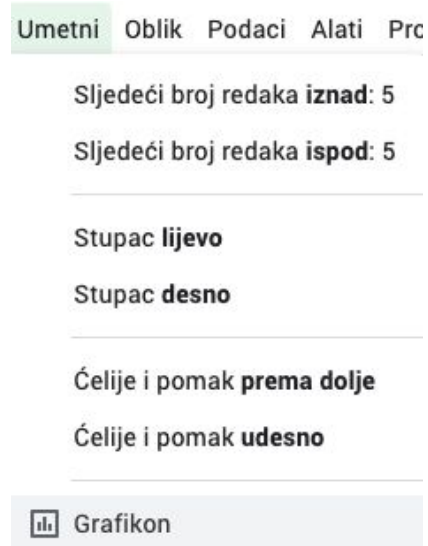 Umetni Oblik Podaci Alati
Sljedeći broj redaka iznad: 5
Sljedeći broj redaka ispod: 5
Stupac lijevo
Stupac desno
Ćelije i pomak prema dolje
Ćelije i pomak udesno
Grafikon